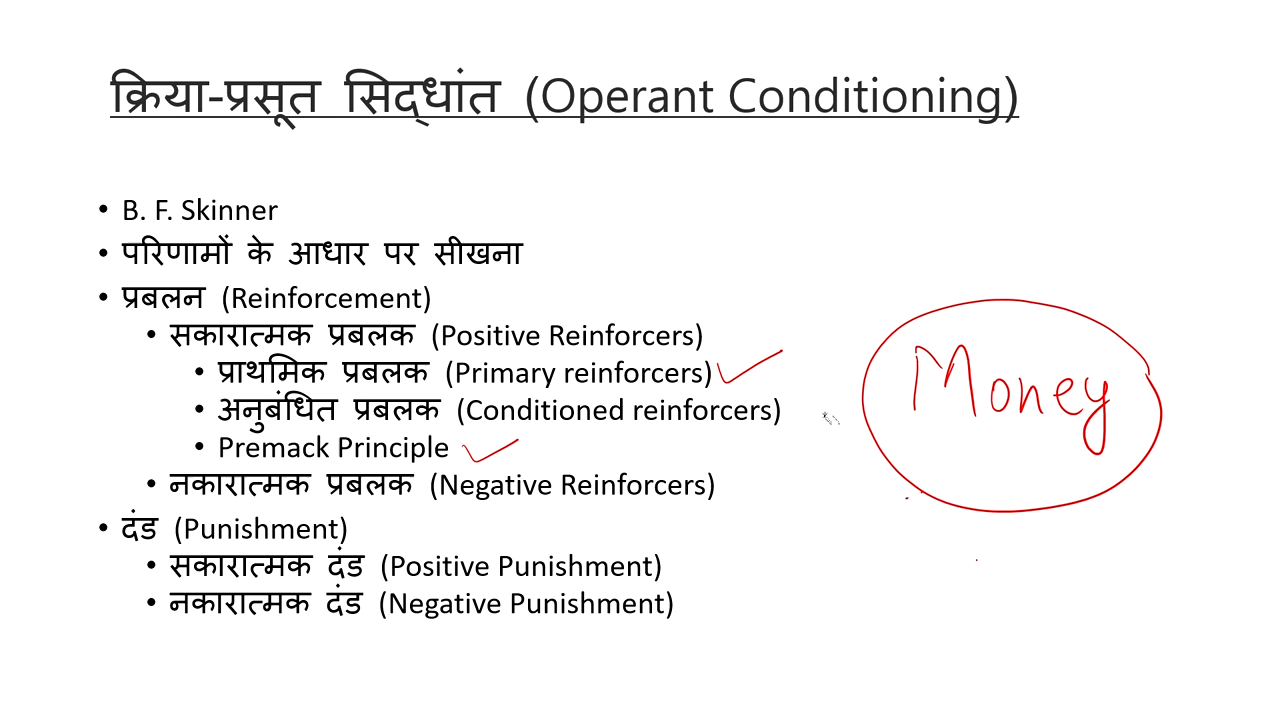 क्रिया-प्रसूत सिद्धांत (Operant Conditioning)
• B. F. Skinner
• परिणामों के आधार पर सीखना
• प्रबलन (Reinforcement)
• सकारात्मक प्रबलक (Positive Reinforcers)
• प्राथमिक प्रबलक (Primary reinforcers)
• अनुबंधित प्रबलक (Conditioned reinforcers)
• Premack Principle
• नकारात्मक प्रबलक (Negative Reinforcers)
• दंड (Punishment)
• सकारात्मक दंड (Positive Punishment)
• नकारात्मक दंड (Negative Punishment)
Money